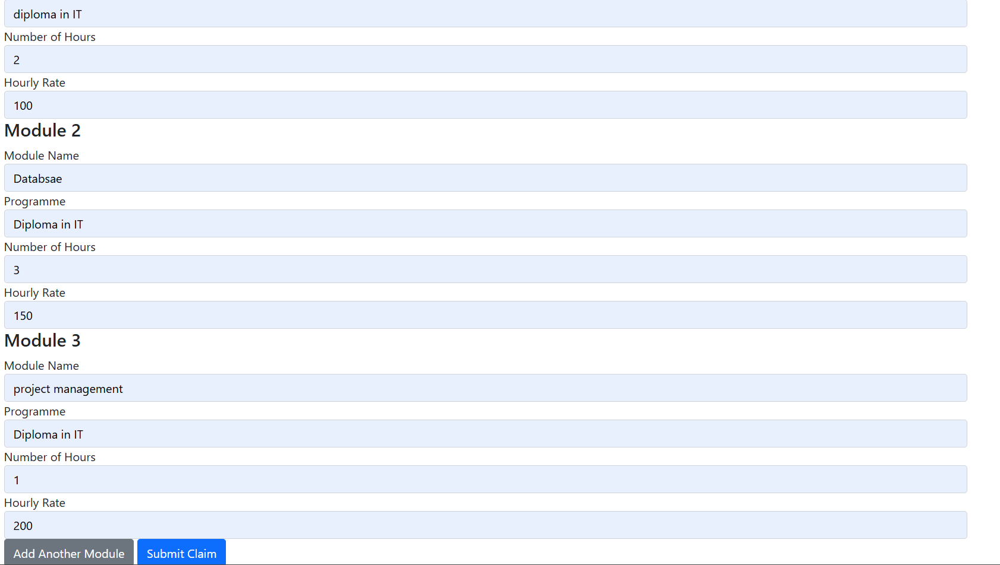 diploma in IT
Number of Hours
2
Hourly Rate
100
Module 2
Module Name
Databsae
Programme
Diploma in IT
Number of Hours
3
Hourly Rate
150
Module 3
Module Name
project management
Programme
Diploma in IT
Number of Hours
1
Hourly Rate
200
Add Another Module Submit Claim